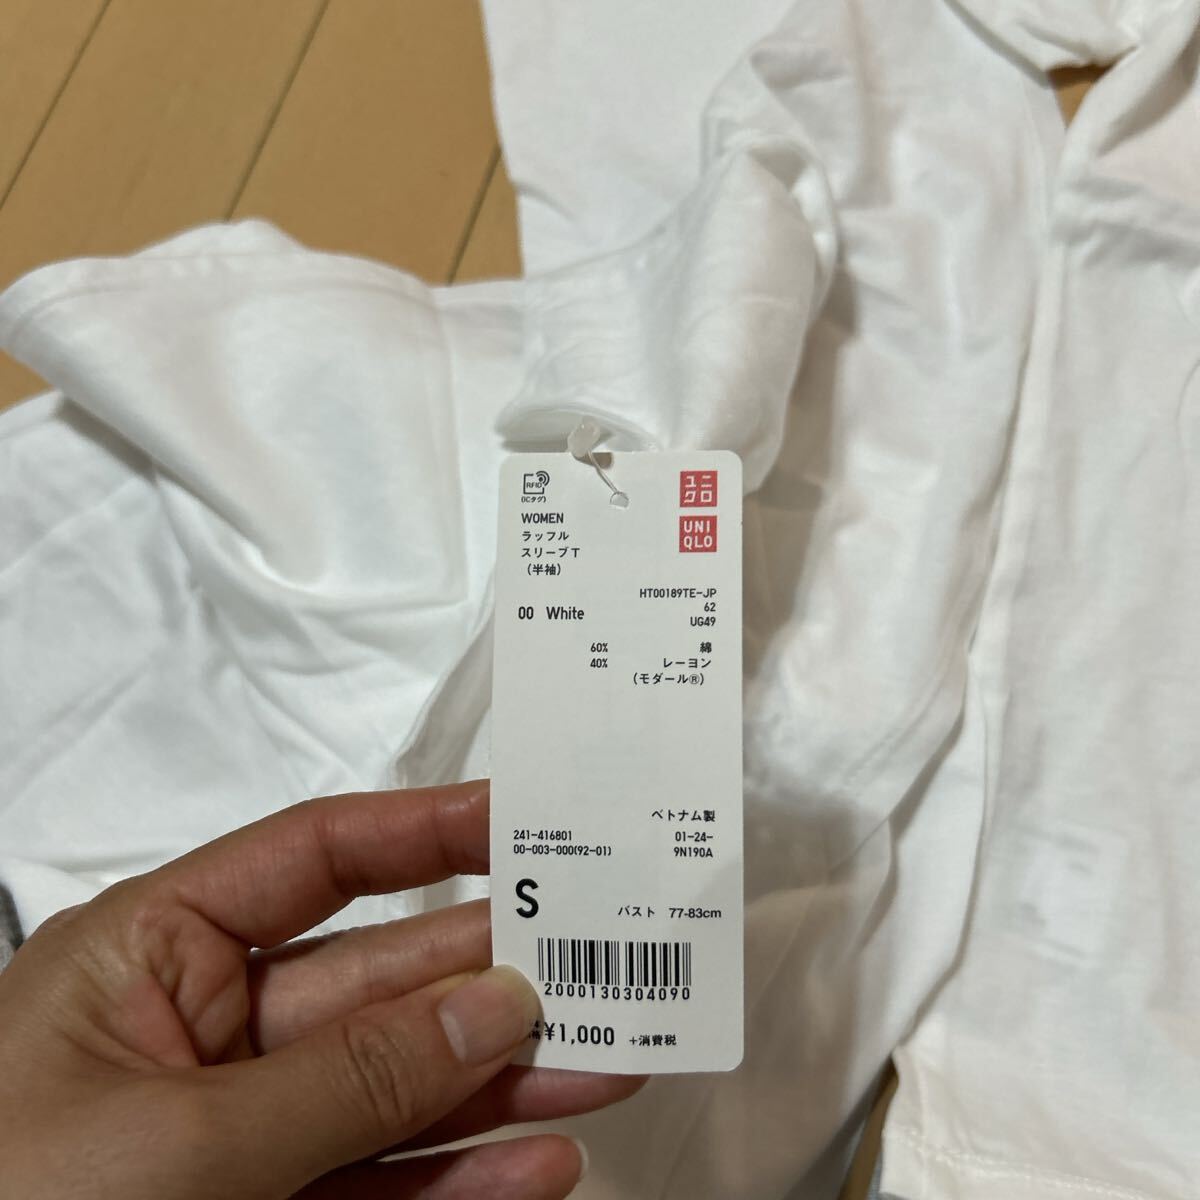 RFID
(ICタグ)
ユニ
クロ
UNI
QLO
WOMEN
ラッフル
スリーブT
(半袖)
HT00189TE-JP
62
UG49
00 White
60% 綿
40% レーヨン
(モダール®)
ベトナム製
241-416801 01-24-
00-003-000(92-01) 9N190A
S バスト 77-83cm
2000130304090
¥1,000 +消費税